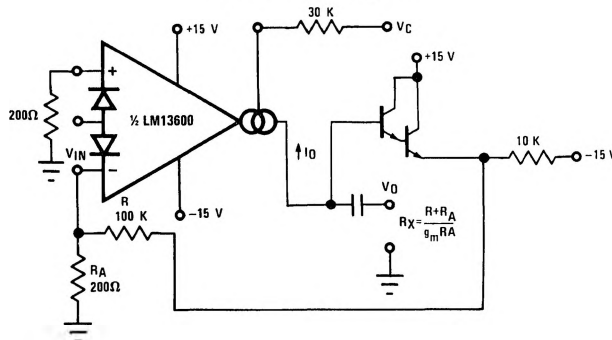 30 K
V_C
+15 V
+15 V
+
200Ω
½ LM13600
V_IN
-
↑ I_O
10 K
-15 V
R
100 K
-15 V
V_O
R_X = R+R_A / g_m RA
R_A
200Ω